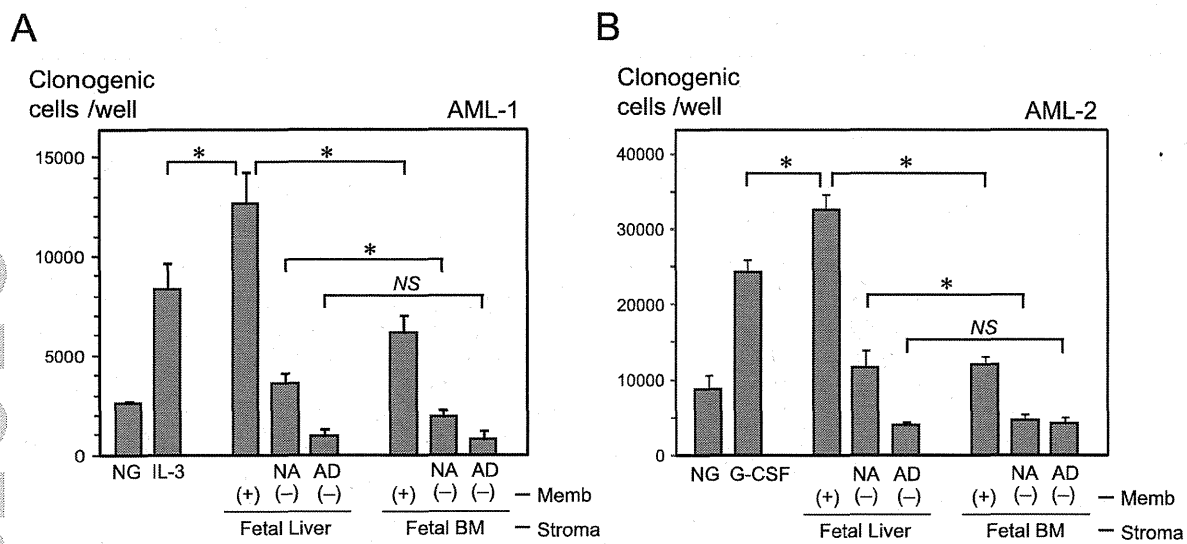 A
Clonogenic
cells /well
AML-1
15000
10000
5000
0
*
*
*
NS
NG IL-3
NA AD NA AD
(+) (−) (−) (+) (−) (−) – Memb
Fetal Liver Fetal BM – Stroma
B
Clonogenic
cells /well
AML-2
40000
30000
20000
10000
0
*
*
*
NS
NG G-CSF
NA AD NA AD
(+) (−) (−) (+) (−) (−) – Memb
Fetal Liver Fetal BM – Stroma